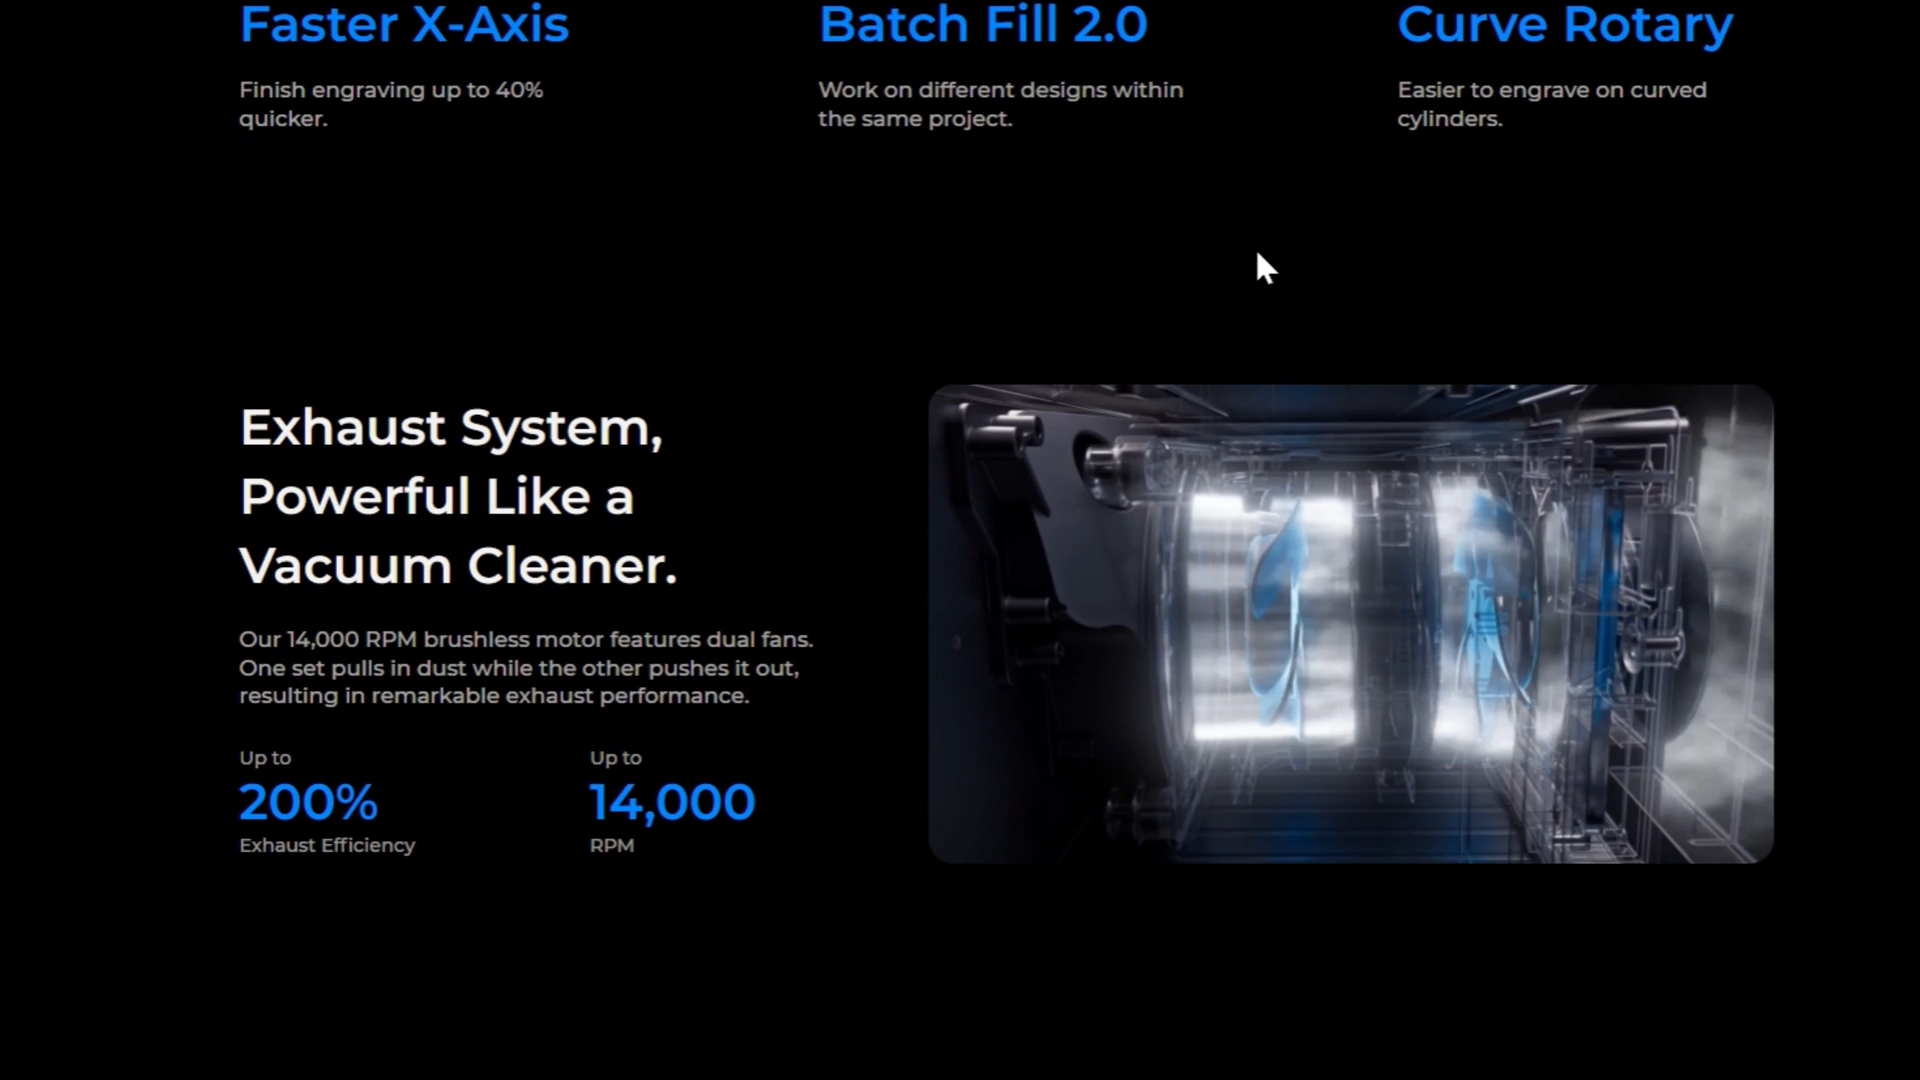 Faster X-Axis
Finish engraving up to 40%
quicker.
Batch Fill 2.0
Work on different designs within
the same project.
Curve Rotary
Easier to engrave on curved
cylinders.
Exhaust System,
Powerful Like a
Vacuum Cleaner.
Our 14,000 RPM brushless motor features dual fans.
One set pulls in dust while the other pushes it out,
resulting in remarkable exhaust performance.
Up to
200%
Exhaust Efficiency
Up to
14,000
RPM